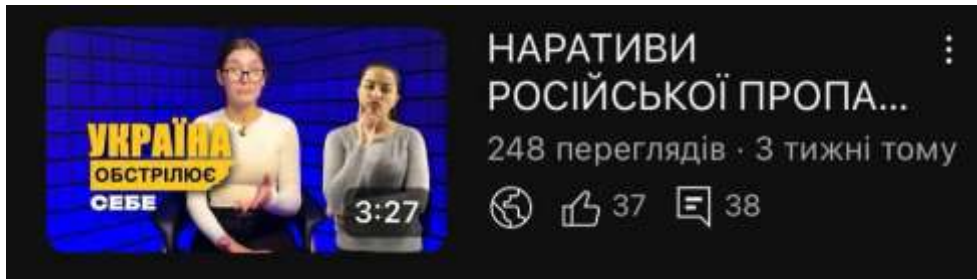 УКРАЇНА
ОБСТРІЛЮЄ
СЕБЕ
3:27
НАРАТИВИ
РОСІЙСЬКОЇ ПРОПА...
248 переглядів · 3 тижні тому
37 38